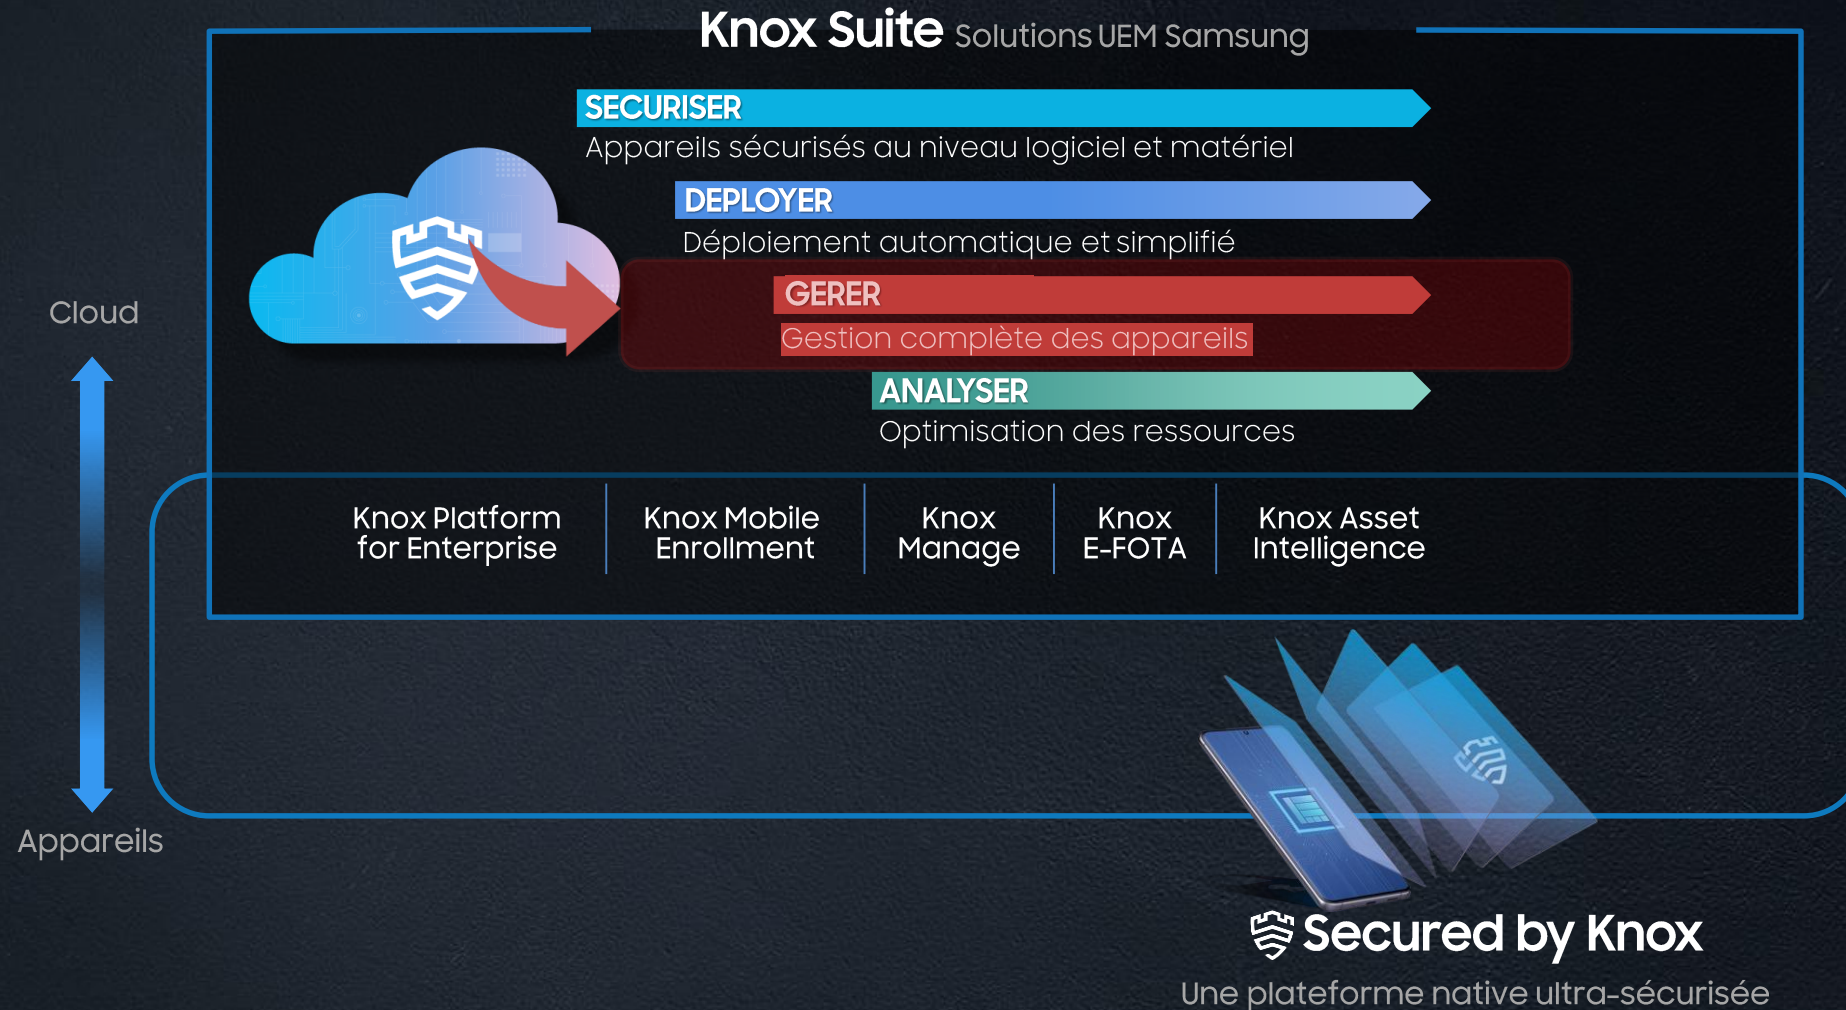 Knox Suite Solutions UEM Samsung
SECURISER
Appareils sécurisés au niveau logiciel et matériel
DEPLOYER
Déploiement automatique et simplifié
GERER
Gestion complète des appareils
ANALYSER
Optimisation des ressources
Cloud
Appareils
Knox Platform
for Enterprise
Knox Mobile
Enrollment
Knox
Manage
Knox
E-FOTA
Knox Asset
Intelligence
Secured by Knox
Une plateforme native ultra-sécurisée